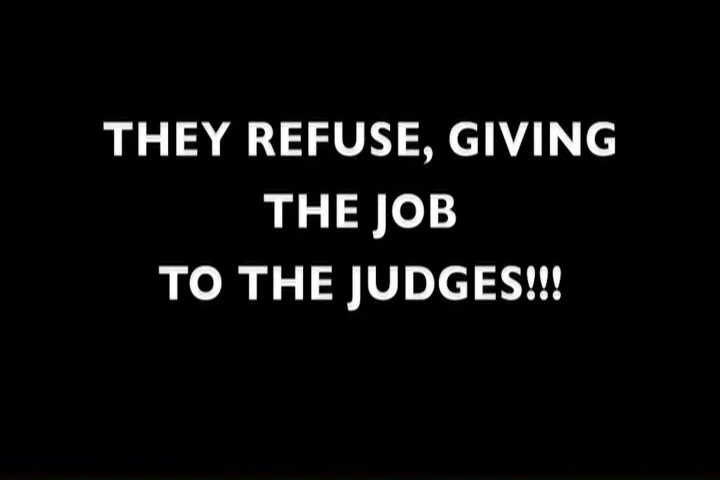 THEY REFUSE, GIVING
THE JOB
TO THE JUDGES!!!